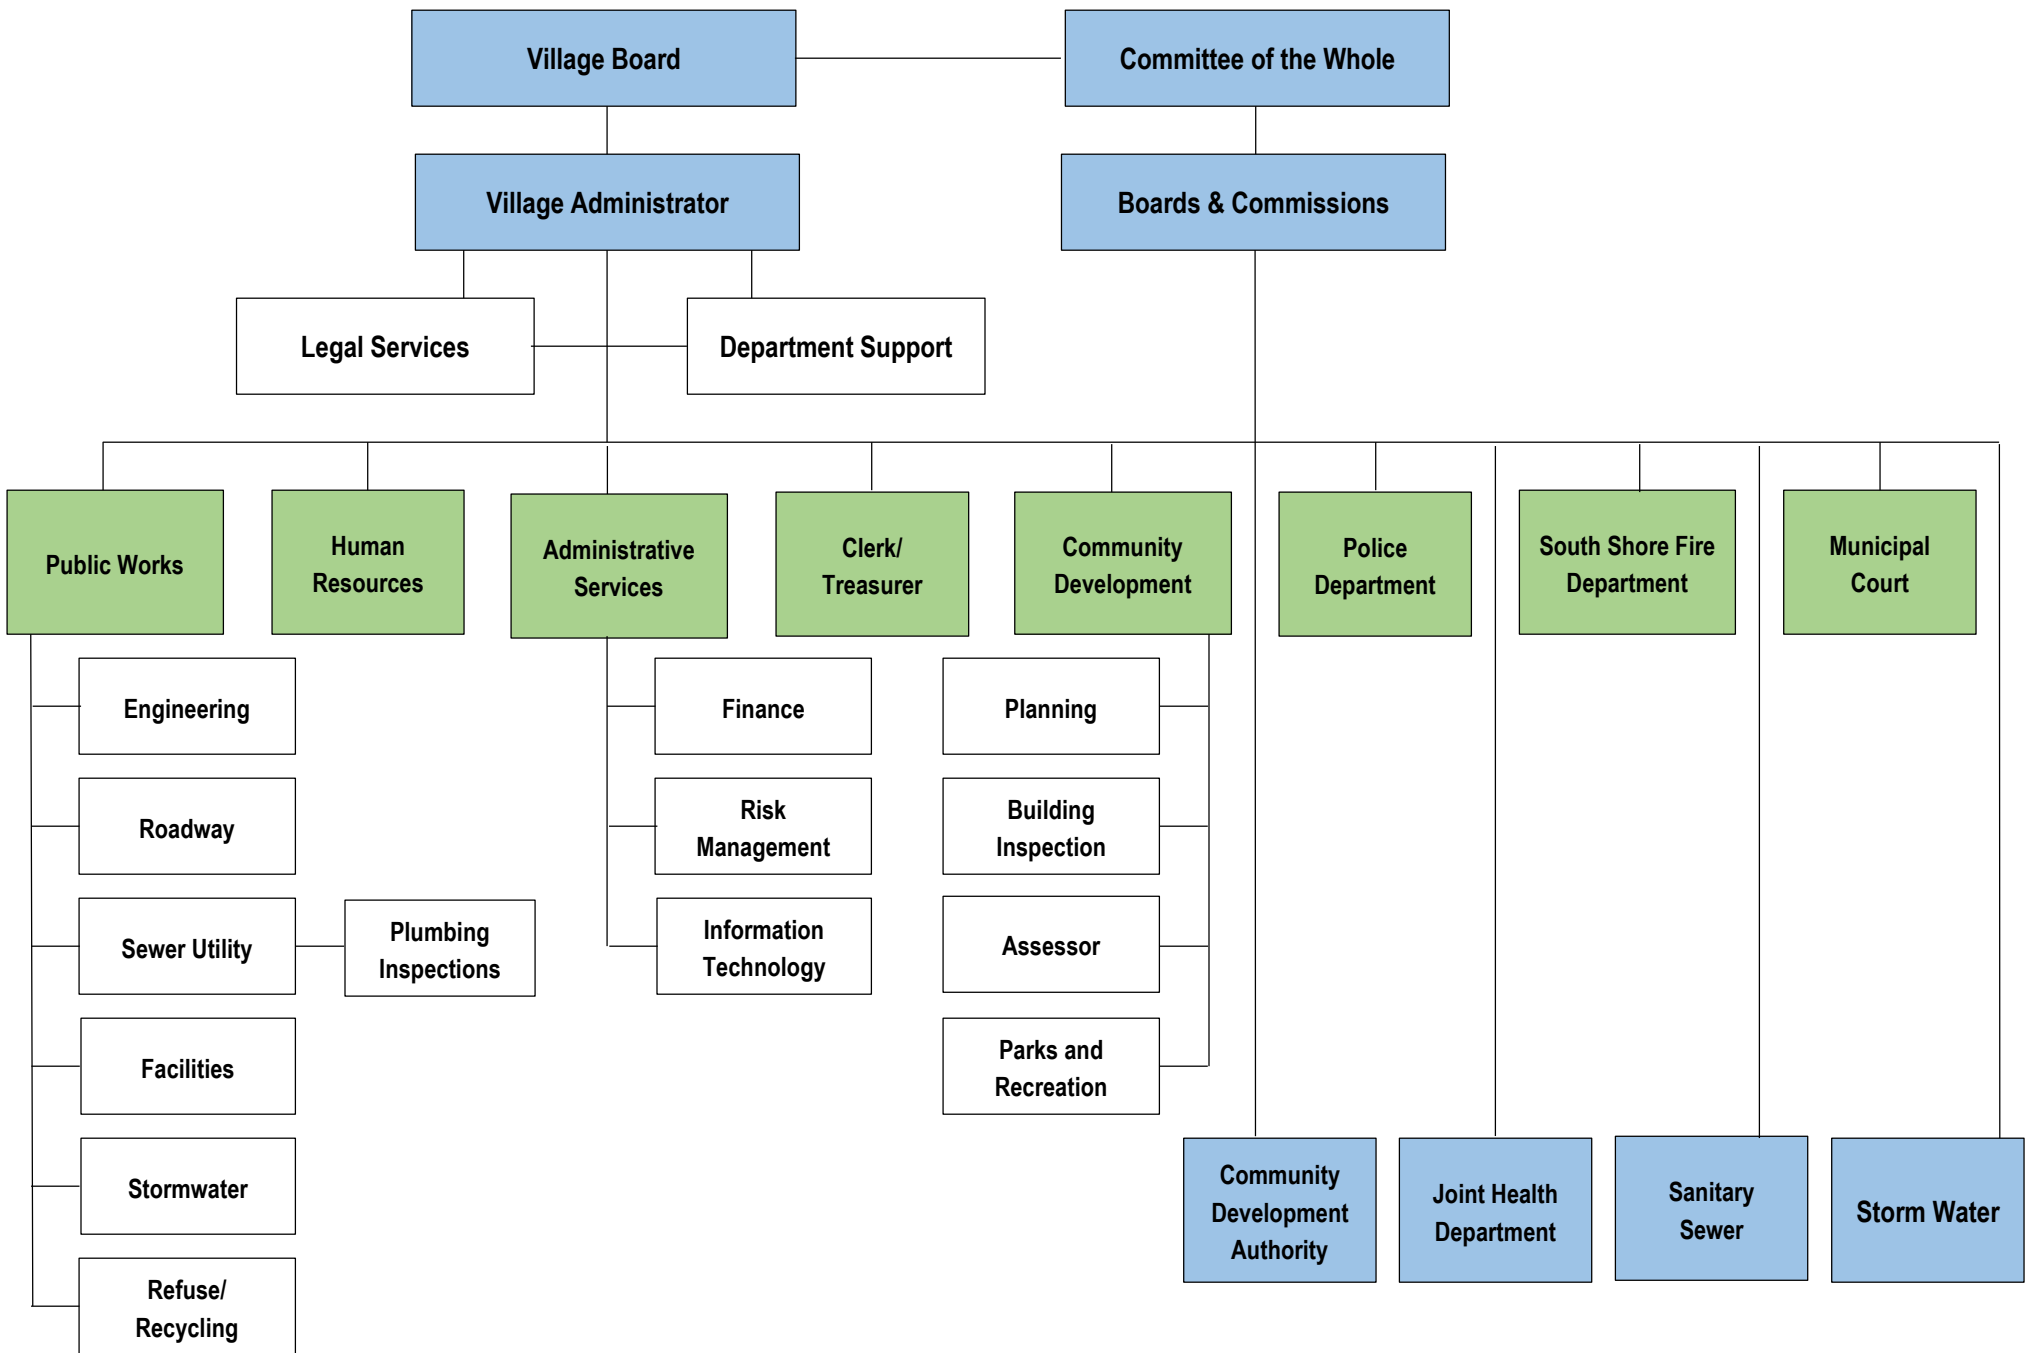 Village Board
Committee of the Whole
Village Administrator
Boards & Commissions
Legal Services
Department Support
Public Works
Human
Resources
Administrative
Services
Clerk/
Treasurer
Community
Development
Police
Department
South Shore Fire
Department
Municipal
Court
Engineering
Finance
Planning
Roadway
Risk
Management
Building
Inspection
Sewer Utility
Plumbing
Inspections
Information
Technology
Assessor
Facilities
Parks and
Recreation
Stormwater
Community
Development
Authority
Joint Health
Department
Sanitary
Sewer
Storm Water
Refuse/
Recycling